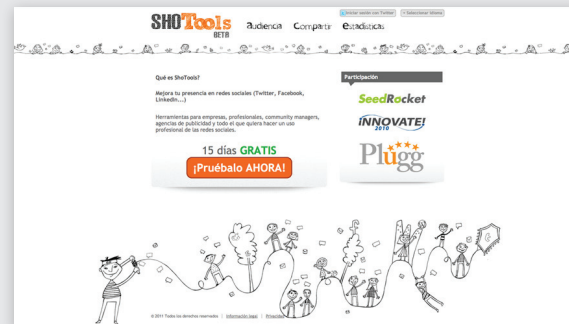 Iniciar sesión con Twitter
Seleccionar idioma
SHOTools
BETA
audiencia Compartir estadísticas
Qué es ShoTools?
Mejora tu presencia en redes sociales (Twitter, Facebook,
Linkedin...)
Herramientas para empresas, profesionales, community managers,
agencias de publicidad y todo el que quiera hacer un uso
profesional de las redes sociales.
15 días GRATIS
¡Pruébalo AHORA!
Participación
SeedRocket
iNNOVATE!
2010
Plugg
© 2011 Todos los derechos reservados | Información legal | Privacidad